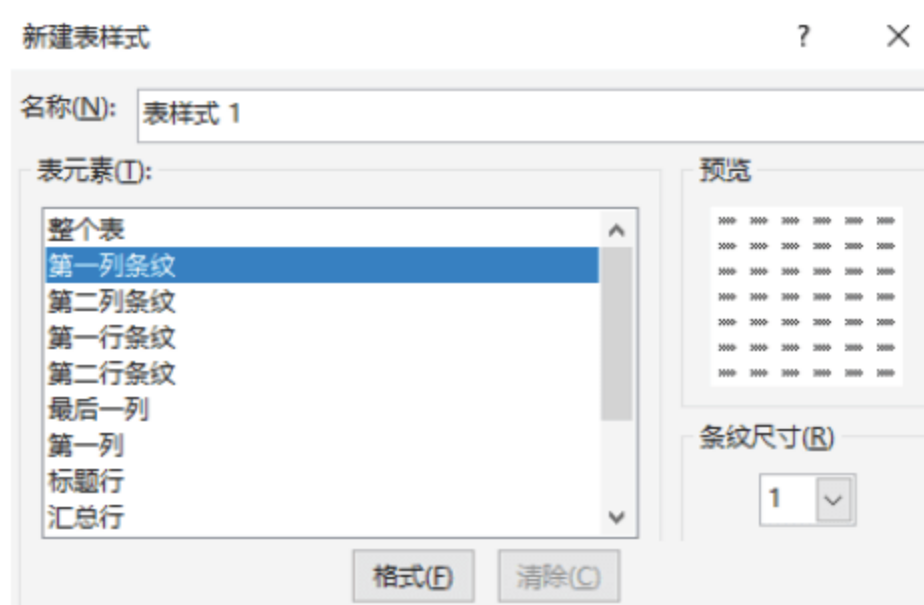 新建表样式
名称(N):
表样式 1
表元素(T):
整个表
第一列条纹
第二列条纹
第一行条纹
第二行条纹
最后一列
第一列
标题行
汇总行
格式(F)
清除(C)
预览
条纹尺寸(R)
1